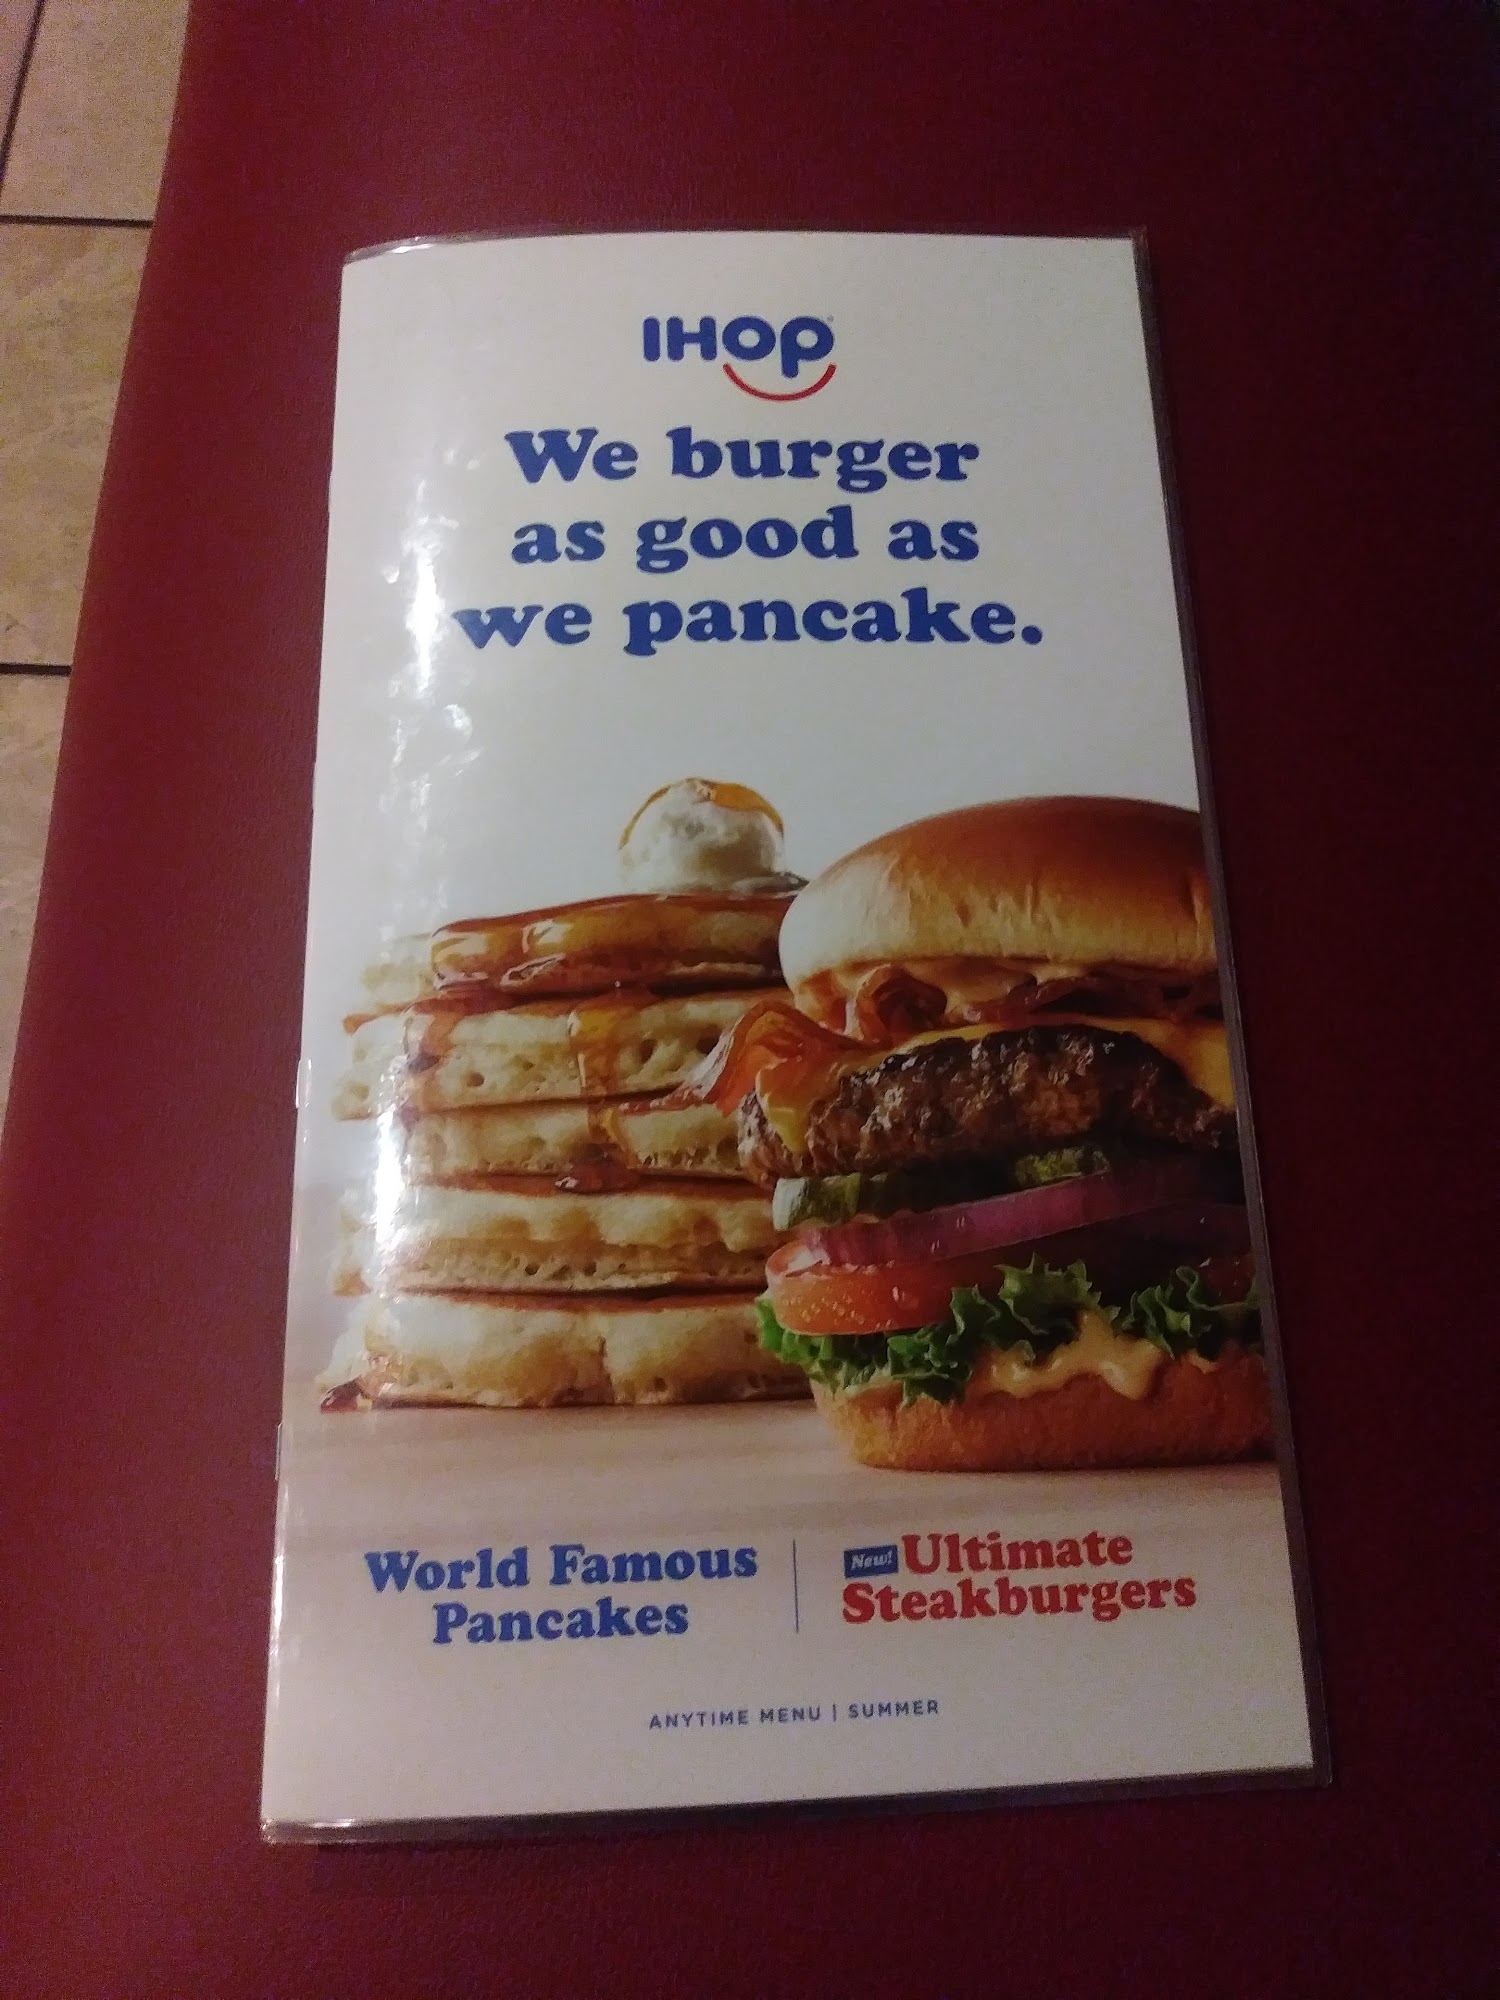 IHOP
We burger
as good as
we pancake.
World Famous
Pancakes
New! Ultimate
Steakburgers
ANYTIME MENU | SUMMER